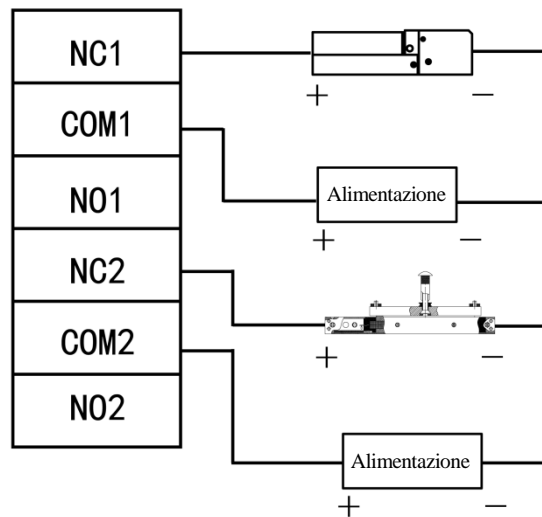 NC1
+ −
COM1
Alimentazione
NO1
+ −
NC2
COM2
+ −
NO2
Alimentazione
+ −